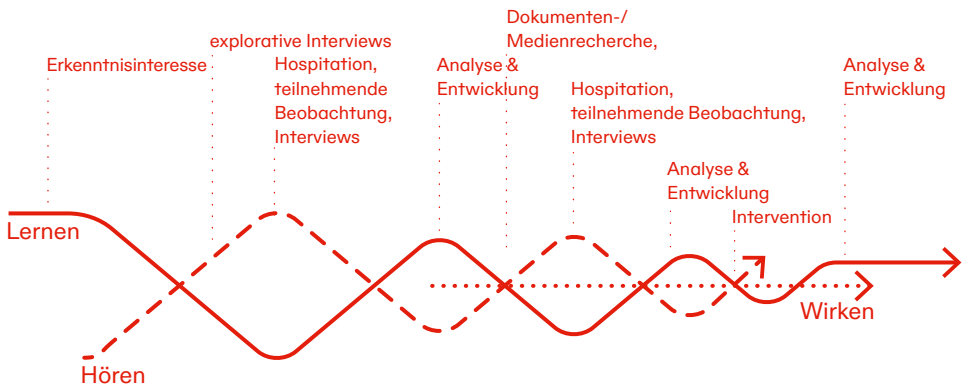 Erkenntnisinteresse
explorative Interviews
Hospitation,
teilnehmende
Beobachtung,
Interviews
Analyse &
Entwicklung
Dokumenten-/
Medienrecherche,
Hospitation,
teilnehmende Beobachtung,
Interviews
Analyse &
Entwicklung
Intervention
Analyse &
Entwicklung
Lernen
Hören
Wirken